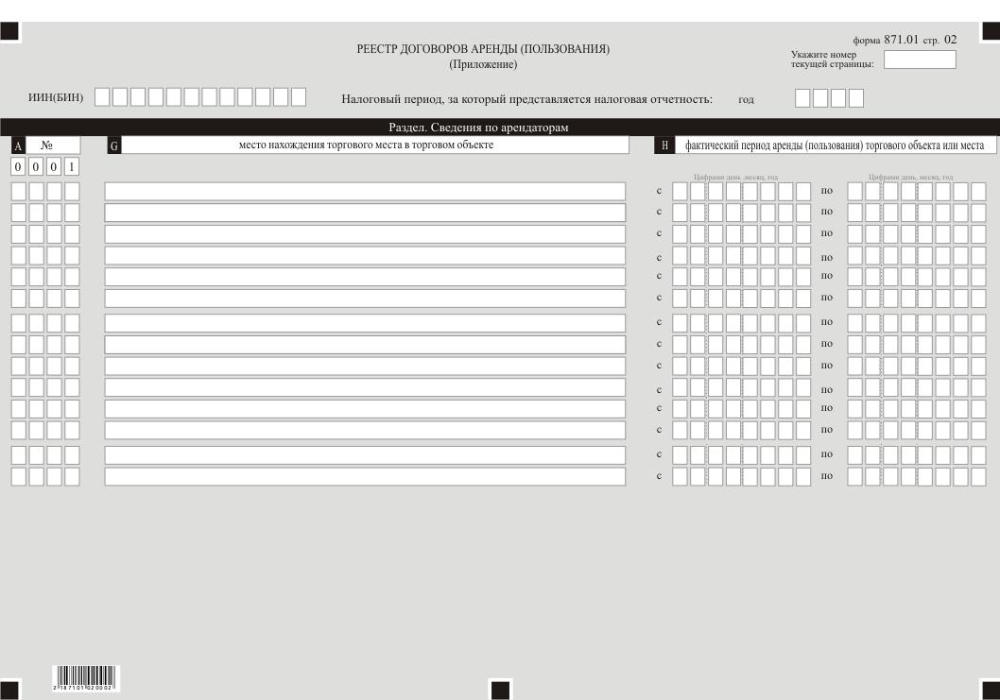 форма 871.01 стр. 02
РЕЕСТР ДОГОВОРОВ АРЕНДЫ (ПОЛЬЗОВАНИЯ)
(Приложение)
Укажите номер
текущей страницы:
ИИН(БИН)
Налоговый период, за который представляется налоговая отчетность: год
Раздел. Сведения по арендаторам
A № G место нахождения торгового места в торговом объекте H фактический период аренды (пользования) торгового объекта или места
0 0 0 1
Цифрами день ,месяц, год Цифрами день, месяц, год
с по
с по
с по
с по
с по
с по
с по
с по
с по
с по
с по
с по
с по
с по
2 187101 020002